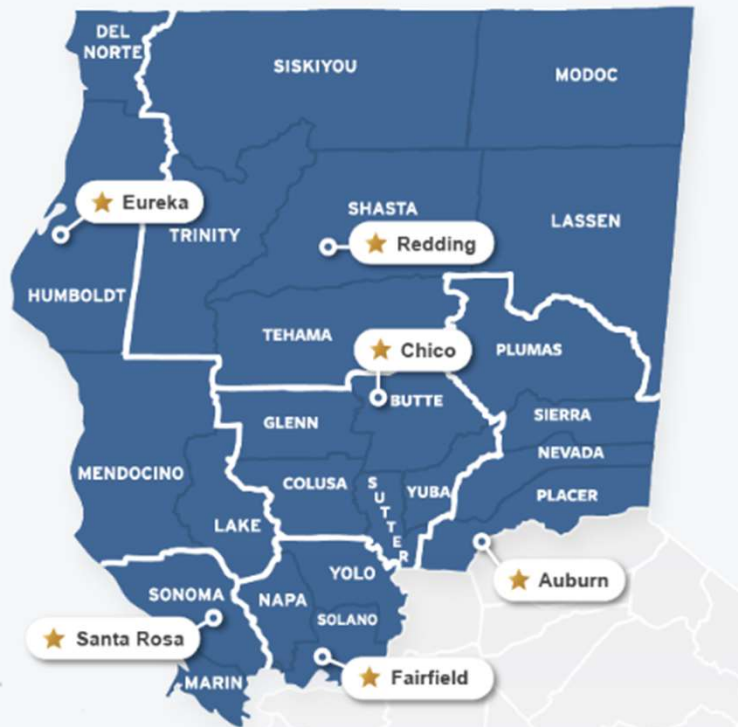 DEL
NORTE
SISKIYOU
MODOC
Eureka
SHASTA
LASSEN
TRINITY
Redding
HUMBOLDT
TEHAMA
Chico
PLUMAS
BUTTE
SIERRA
GLENN
NEVADA
MENDOCINO
COLUSA
SUTTER
YUBA
PLACER
LAKE
YOLO
Auburn
SONOMA
NAPA
SOLANO
Santa Rosa
Fairfield
MARIN